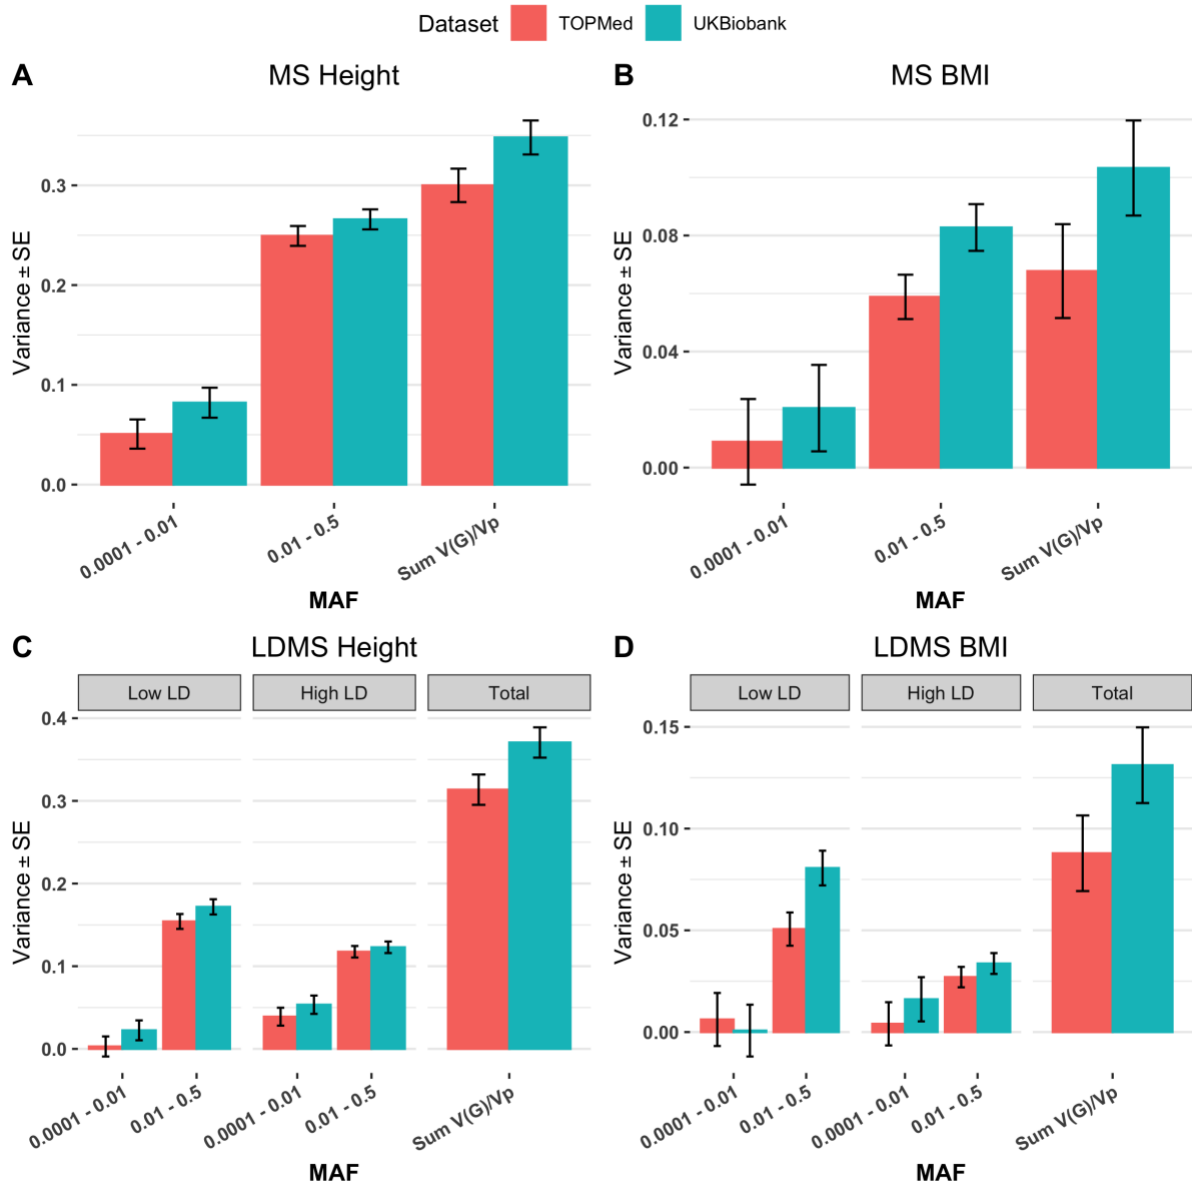 Dataset TOPMed UKBiobank
A MS Height
Variance ± SE
0.3
0.2
0.1
0.0
0.0001 - 0.01
0.01 - 0.5
Sum V(G)/Vp
MAF
B MS BMI
Variance ± SE
0.12
0.08
0.04
0.00
0.0001 - 0.01
0.01 - 0.5
Sum V(G)/Vp
MAF
C LDMS Height
Low LD High LD Total
Variance ± SE
0.4
0.3
0.2
0.1
0.0
0.0001 - 0.01
0.01 - 0.5
0.0001 - 0.01
0.01 - 0.5
Sum V(G)/Vp
MAF
D LDMS BMI
Low LD High LD Total
Variance ± SE
0.15
0.10
0.05
0.00
0.0001 - 0.01
0.01 - 0.5
0.0001 - 0.01
0.01 - 0.5
Sum V(G)/Vp
MAF